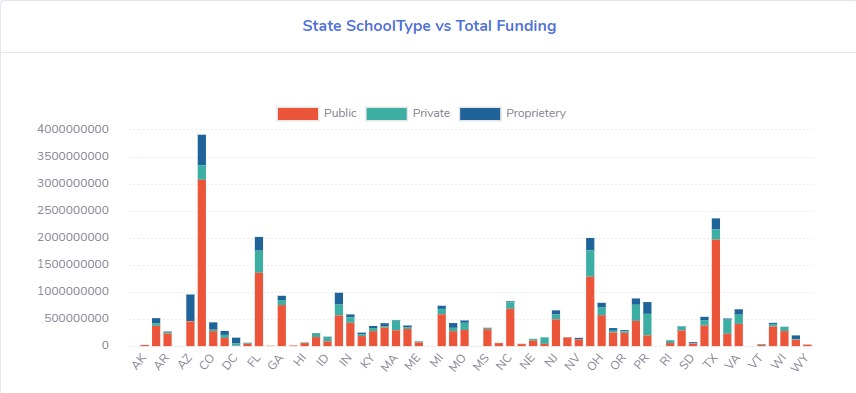 State SchoolType vs Total Funding
Public Private Proprietery
4000000000
3500000000
3000000000
2500000000
2000000000
1500000000
1000000000
500000000
AK AR AZ CO DC FL GA HI ID IN KY MA ME MI MO MS NC NE NJ NV OH OR PR RI SD TX VA VT WI WY